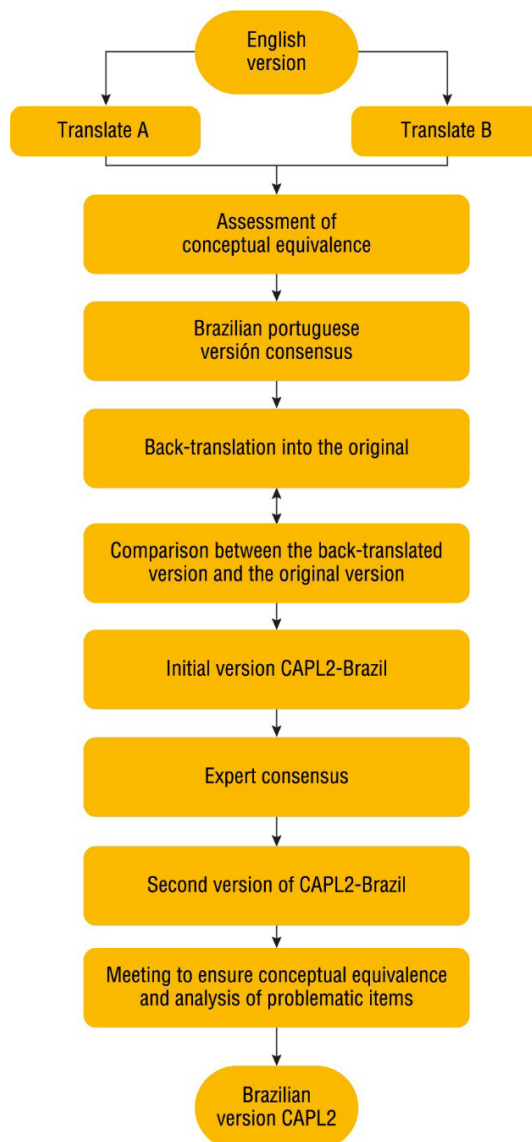 English
version
Translate A
Translate B
Assessment of
conceptual equivalence
Brazilian portuguese
versión consensus
Back-translation into the original
Comparison between the back-translated
version and the original version
Initial version CAPL2-Brazil
Expert consensus
Second version of CAPL2-Brazil
Meeting to ensure conceptual equivalence
and analysis of problematic items
Brazilian
version CAPL2